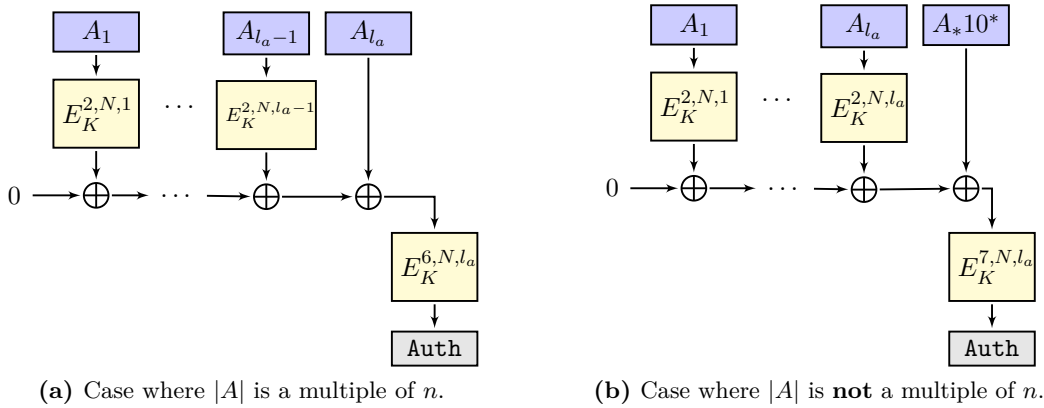 A_1 A_{l_a−1} A_{l_a}
E_K^{2,N,1} ··· E_K^{2,N,l_a−1}
0 ···
E_K^{6,N,l_a}
Auth
(a) Case where |A| is a multiple of n.
A_1 A_{l_a} A_*10^*
E_K^{2,N,1} ··· E_K^{2,N,l_a}
0 ···
E_K^{7,N,l_a}
Auth
(b) Case where |A| is not a multiple of n.